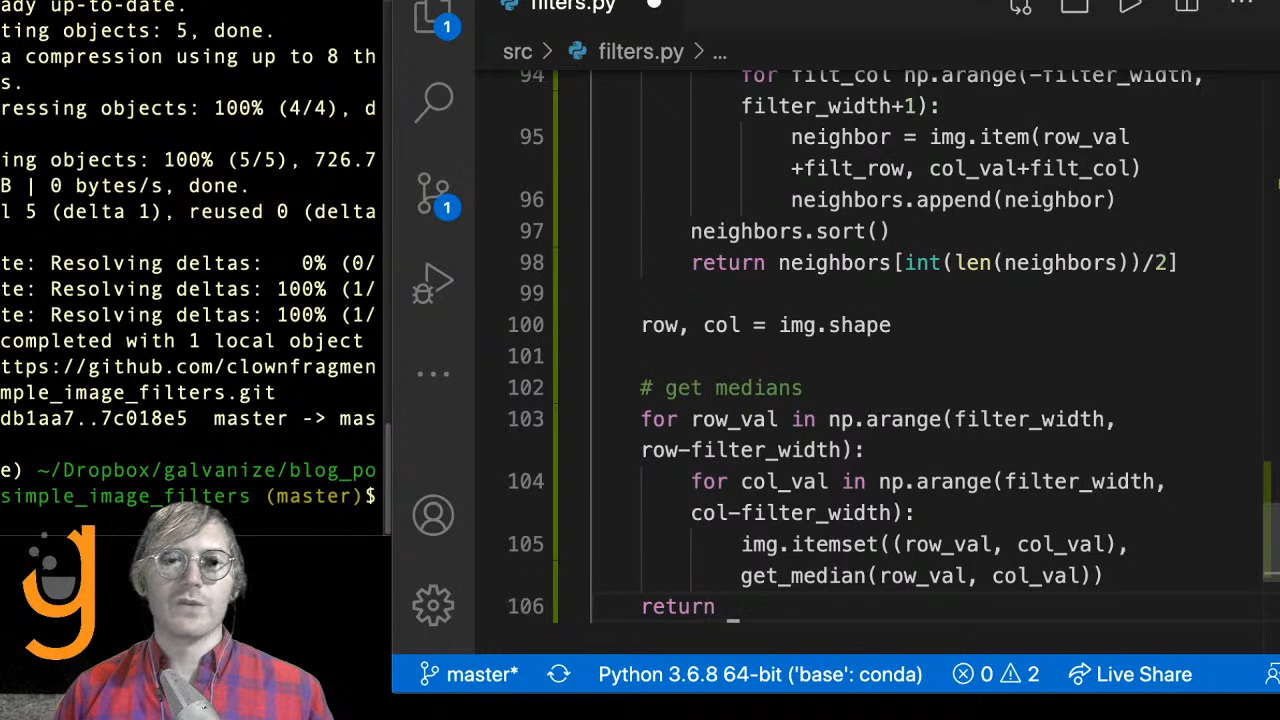 ady up-to-date.
ting objects: 5, done.
a compression using up to 8 th
s.
ressing objects: 100% (4/4), d
ing objects: 100% (5/5), 726.7
B | 0 bytes/s, done.
l 5 (delta 1), reused 0 (delta
te: Resolving deltas:   0% (0/
te: Resolving deltas: 100% (1/
te: Resolving deltas: 100% (1/
completed with 1 local object
ttps://github.com/clownfragmen
mple_image_filters.git
db1aa7..7c018e5  master -> mas
e) ~/Dropbox/galvanize/blog_po
simple_image_filters (master)$
g
filters.py
1
1
src > filters.py > ...
94 for filt_col np.arange(-filter_width,
filter_width+1):
95 neighbor = img.item(row_val
+filt_row, col_val+filt_col)
96 neighbors.append(neighbor)
97 neighbors.sort()
98 return neighbors[int(len(neighbors))/2]
99
100 row, col = img.shape
101
102 # get medians
103 for row_val in np.arange(filter_width,
row-filter_width):
104 for col_val in np.arange(filter_width,
col-filter_width):
105 img.itemset((row_val, col_val),
get_median(row_val, col_val))
106 return _
master* Python 3.6.8 64-bit ('base': conda) 0 2 Live Share